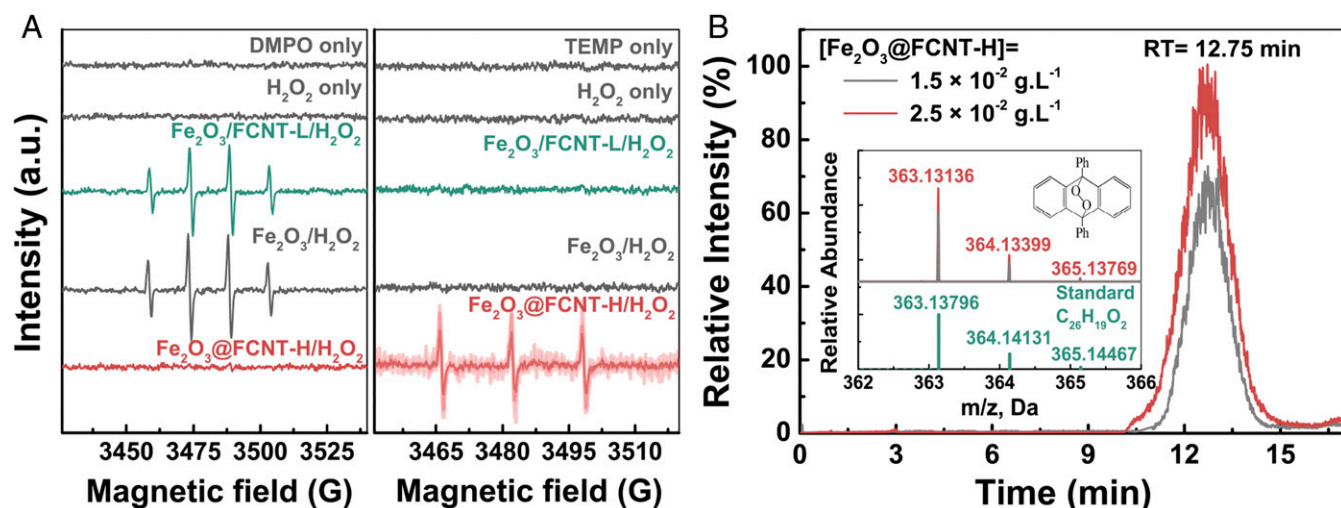 A
Intensity (a.u.)
DMPO only
H₂O₂ only
Fe₂O₃/FCNT-L/H₂O₂
Fe₂O₃/H₂O₂
Fe₂O₃@FCNT-H/H₂O₂
3450 3475 3500 3525
Magnetic field (G)
TEMP only
H₂O₂ only
Fe₂O₃/FCNT-L/H₂O₂
Fe₂O₃/H₂O₂
Fe₂O₃@FCNT-H/H₂O₂
3465 3480 3495 3510
Magnetic field (G)
B
Relative Intensity (%)
100
80
60
40
20
0
[Fe₂O₃@FCNT-H]=
1.5 × 10⁻² g.L⁻¹
2.5 × 10⁻² g.L⁻¹
RT= 12.75 min
Relative Abundance
363.13136
364.13399
365.13769
Ph
O
O
Ph
363.13796
364.14131
365.14467
Standard
C₂₆H₁₉O₂
362 363 364 365 366
m/z, Da
0 3 6 9 12 15
Time (min)